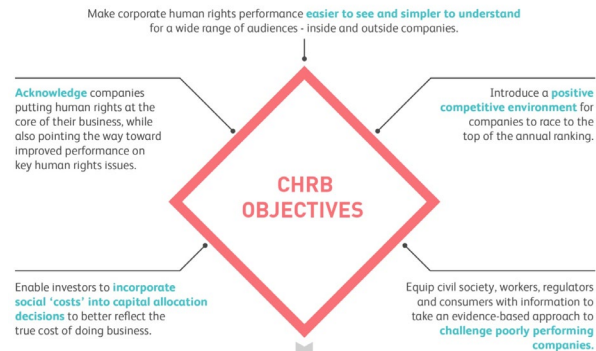 Make corporate human rights performance easier to see and simpler to understand
for a wide range of audiences - inside and outside companies.
Acknowledge companies
putting human rights at the
core of their business, while
also pointing the way toward
improved performance on
key human rights issues.
Introduce a positive
competitive environment for
companies to race to the
top of the annual ranking.
CHRB
OBJECTIVES
Enable investors to incorporate
social ‘costs’ into capital allocation
decisions to better reflect the
true cost of doing business.
Equip civil society, workers, regulators
and consumers with information to
take an evidence-based approach to
challenge poorly performing
companies.